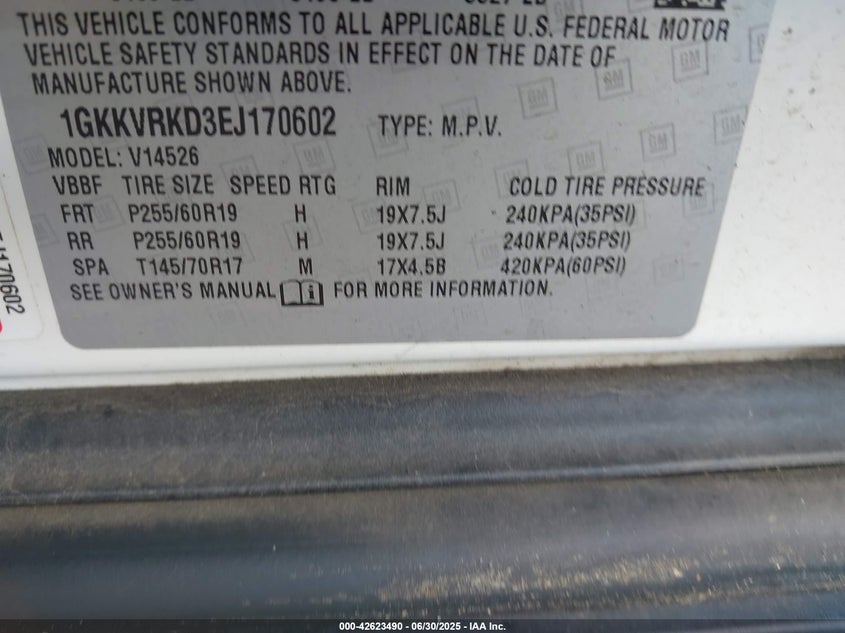 THIS VEHICLE CONFORMS TO ALL APPLICABLE U.S. FEDERAL MOTOR
VEHICLE SAFETY STANDARDS IN EFFECT ON THE DATE OF
MANUFACTURE SHOWN ABOVE.
1GKKVRKD3EJ170602 TYPE: M.P.V.
MODEL: V14526
VBBF TIRE SIZE SPEED RTG RIM COLD TIRE PRESSURE
FRT P255/60R19 H 19X7.5J 240KPA(35PSI)
RR P255/60R19 H 19X7.5J 240KPA(35PSI)
SPA T145/70R17 M 17X4.5B 420KPA(60PSI)
SEE OWNER'S MANUAL i FOR MORE INFORMATION.
J170602
GM
000-42623490 - 06/30/2025 - IAA Inc.